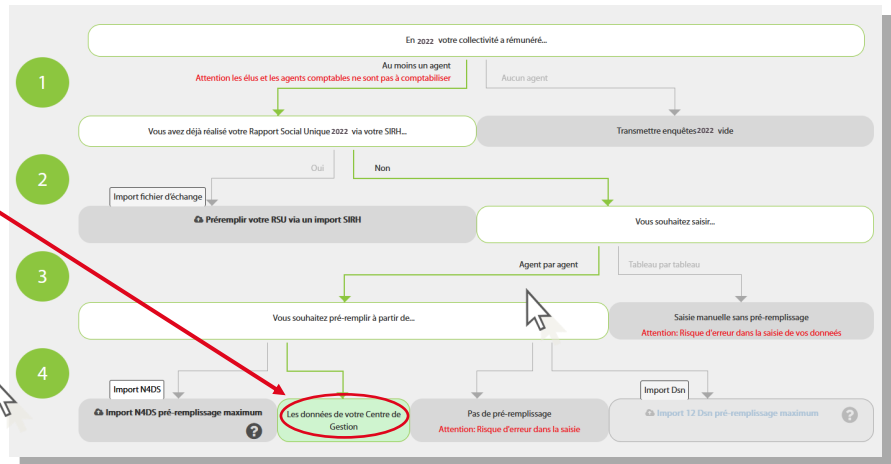 En 2022 votre collectivité a rémunéré...
1
Au moins un agent
Attention les élus et les agents comptables ne sont pas à comptabiliser
Aucun agent
Vous avez déjà réalisé votre Rapport Social Unique 2022 via votre SIRH...
Transmettre enquêtes 2022 vide
2
Oui
Non
Import fichier d'échange
Préremplir votre RSU via un import SIRH
Vous souhaitez saisir...
3
Agent par agent
Tableau par tableau
Vous souhaitez pré-remplir à partir de...
Saisie manuelle sans pré-remplissage
Attention: Risque d'erreur dans la saisie de vos donneés
4
Import N4DS
Import Dsn
Import N4DS pré-remplissage maximum
?
Les données de votre Centre de
Gestion
Pas de pré-remplissage
Attention: Risque d'erreur dans la saisie
Import 12 Dsn pré-remplissage maximum
?